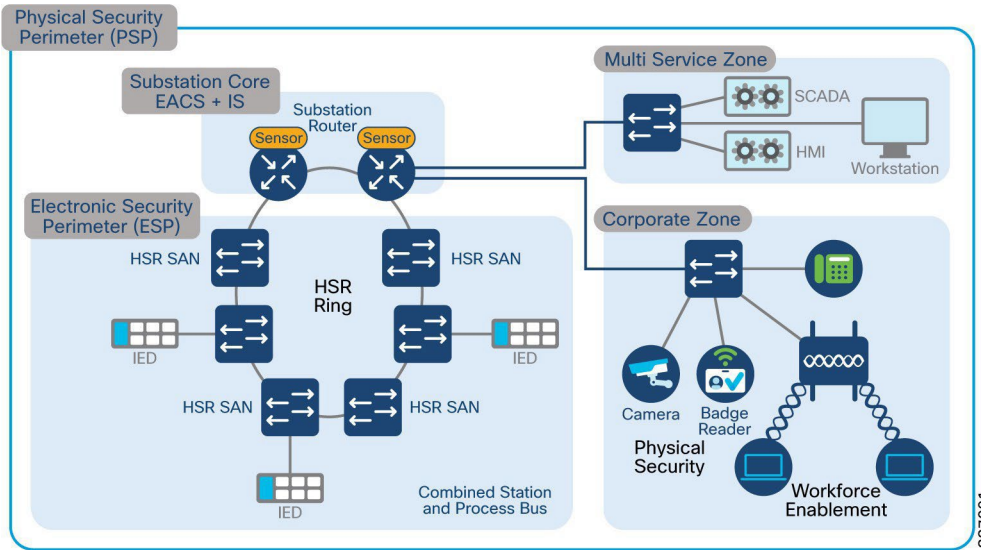 Physical Security
Perimeter (PSP)
Substation Core
EACS + IS
Substation
Router
Sensor
Sensor
Multi Service Zone
SCADA
HMI
Workstation
Electronic Security
Perimeter (ESP)
HSR SAN
HSR SAN
HSR
Ring
IED
IED
HSR SAN
HSR SAN
IED
Combined Station
and Process Bus
Corporate Zone
Camera
Badge
Reader
Physical
Security
Workforce
Enablement